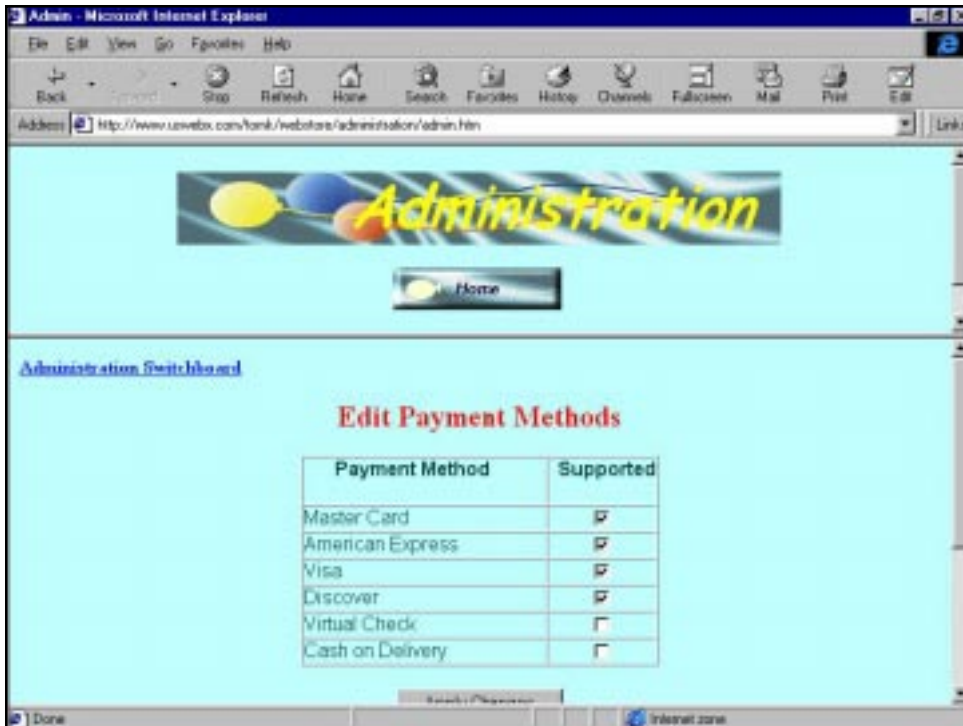 Admin - Microsoft Internet Explorer
File Edit View Go Favorites Help
Back Forward Stop Refresh Home Search Favorites History Channels Fullscreen Mail Print Edit
Address http://www.uswebx.com/tomk/webstore/administration/admin.htm Links
Administration
Home
Administration Switchboard
Edit Payment Methods
Payment Method Supported
Master Card
American Express
Visa
Discover
Virtual Check
Cash on Delivery
Apply Changes
Done Internet zone